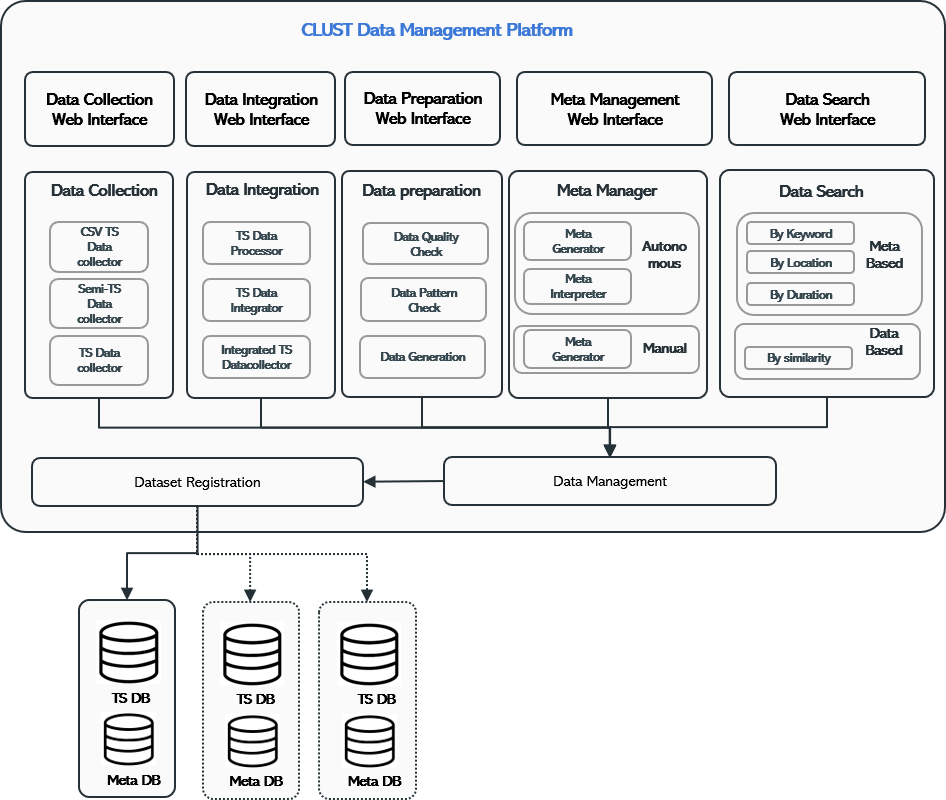 CLUST Data Management Platform
Data Collection
Web Interface
Data Integration
Web Interface
Data Preparation
Web Interface
Meta Management
Web Interface
Data Search
Web Interface
Data Collection
CSV TS
Data
collector
Semi-TS
Data
collector
TS Data
collector
Data Integration
TS Data
Processor
TS Data
Integrator
Integrated TS
Datacollector
Data preparation
Data Quality
Check
Data Pattern
Check
Data Generation
Meta Manager
Meta
Generator
Meta
Interpreter
Autono
mous
Meta
Generator
Manual
Data Search
By Keyword
By Location
By Duration
Meta
Based
Data
Based
By similarity
Dataset Registration
Data Management
TS DB
Meta DB
TS DB
Meta DB
TS DB
Meta DB